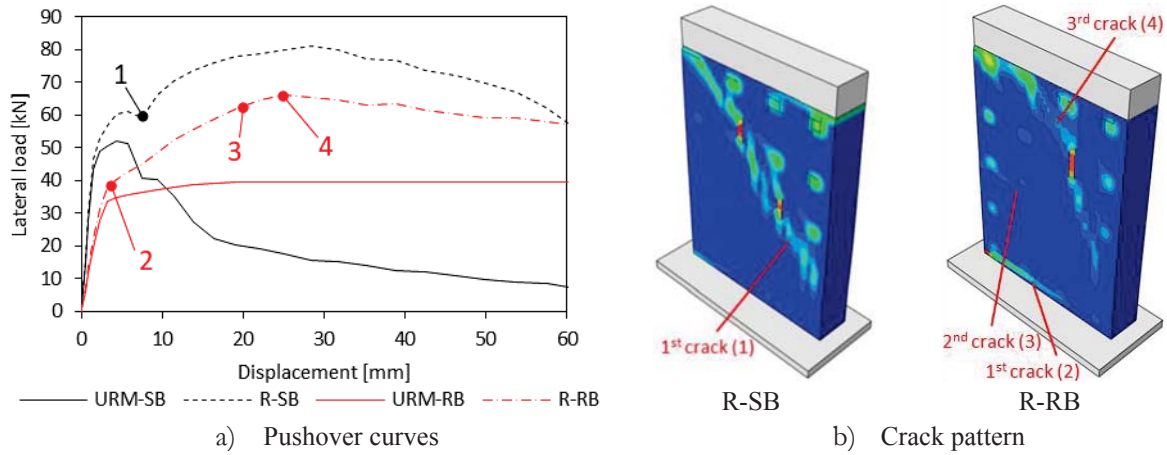 90
80
70
60
50
40
30
20
10
0
Lateral load [kN]
1
2
3
4
0 10 20 30 40 50 60
Displacement [mm]
URM-SB R-SB URM-RB R-RB
a) Pushover curves
3rd crack (4)
1st crack (1)
2nd crack (3)
1st crack (2)
R-SB R-RB
b) Crack pattern